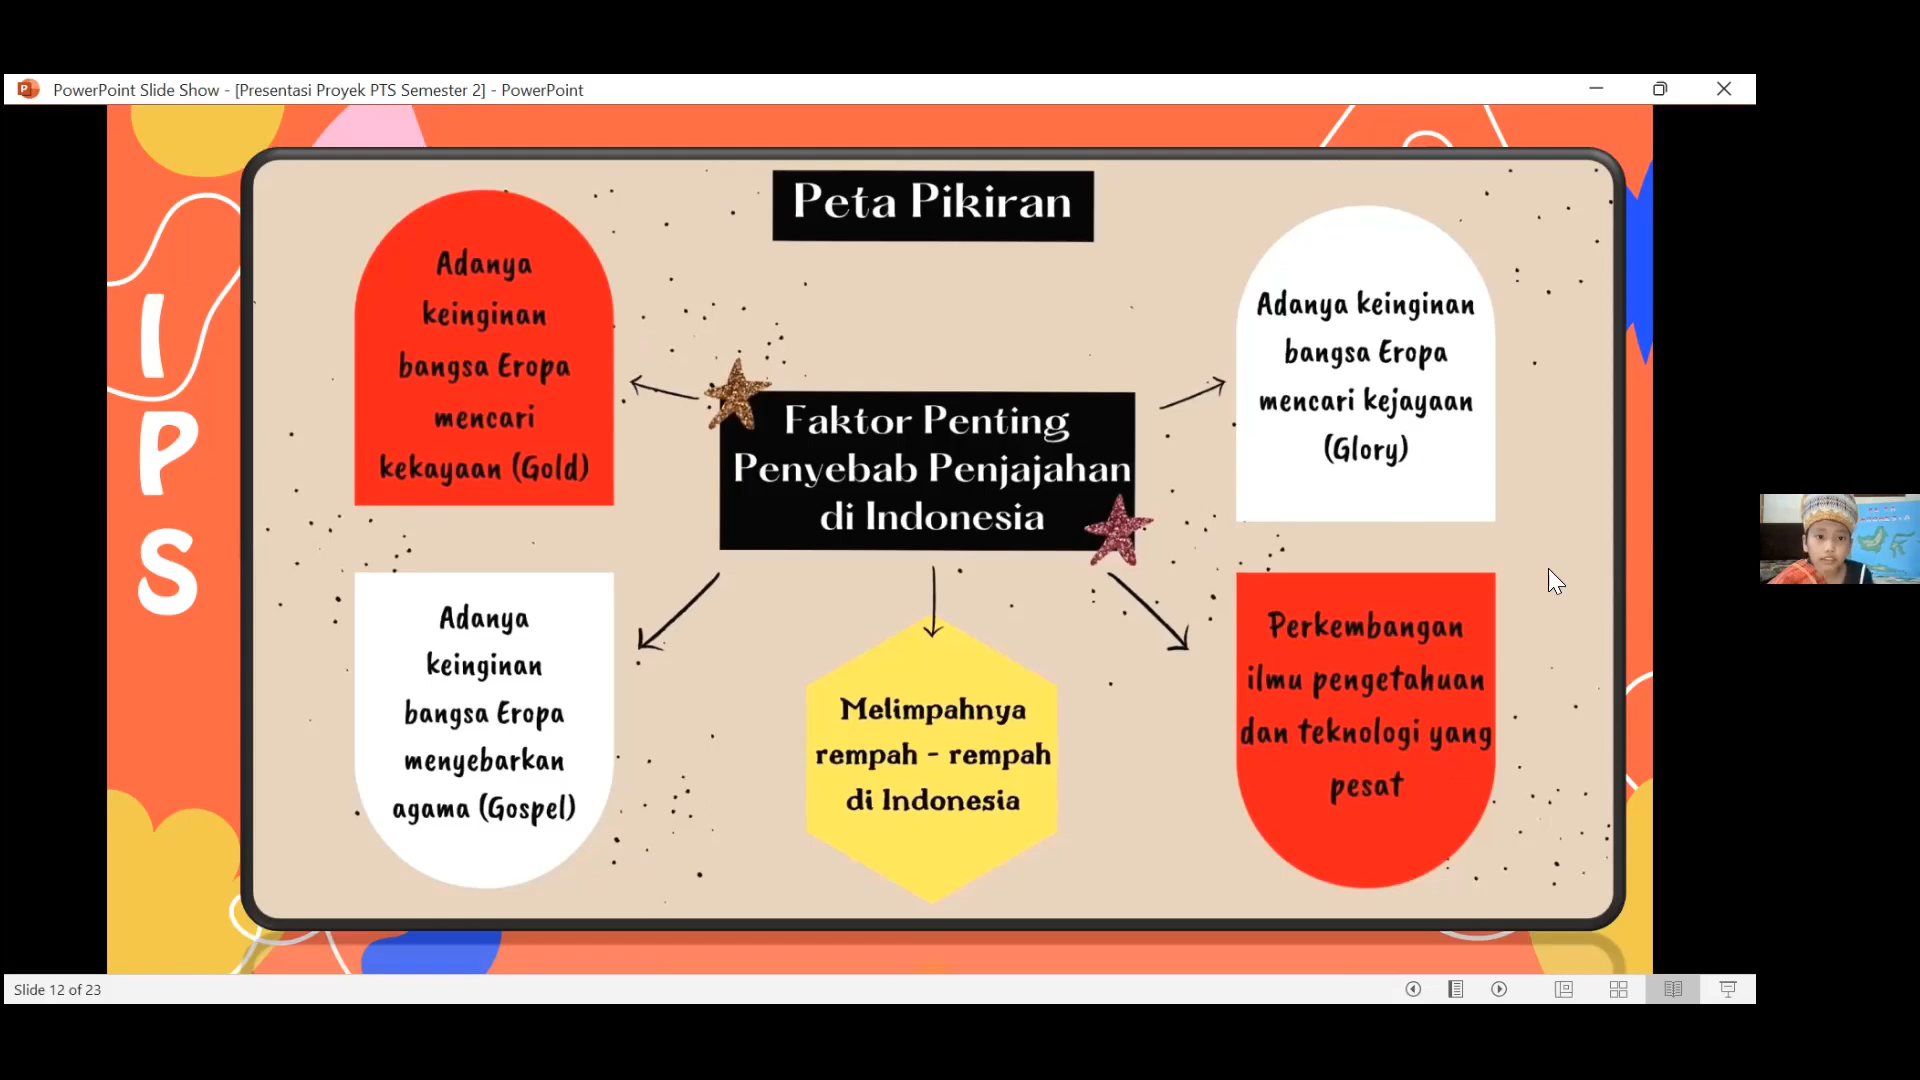 PowerPoint Slide Show - [Presentasi Proyek PTS Semester 2] - PowerPoint
I
P
S
Peta Pikiran
Adanya
keinginan
bangsa Eropa
mencari
kekayaan (Gold)
Faktor Penting
Penyebab Penjajahan
di Indonesia
Adanya keinginan
bangsa Eropa
mencari kejayaan
(Glory)
Adanya
keinginan
bangsa Eropa
menyebarkan
agama (Gospel)
Melimpahnya
rempah - rempah
di Indonesia
Perkembangan
ilmu pengetahuan
dan teknologi yang
pesat
Slide 12 of 23